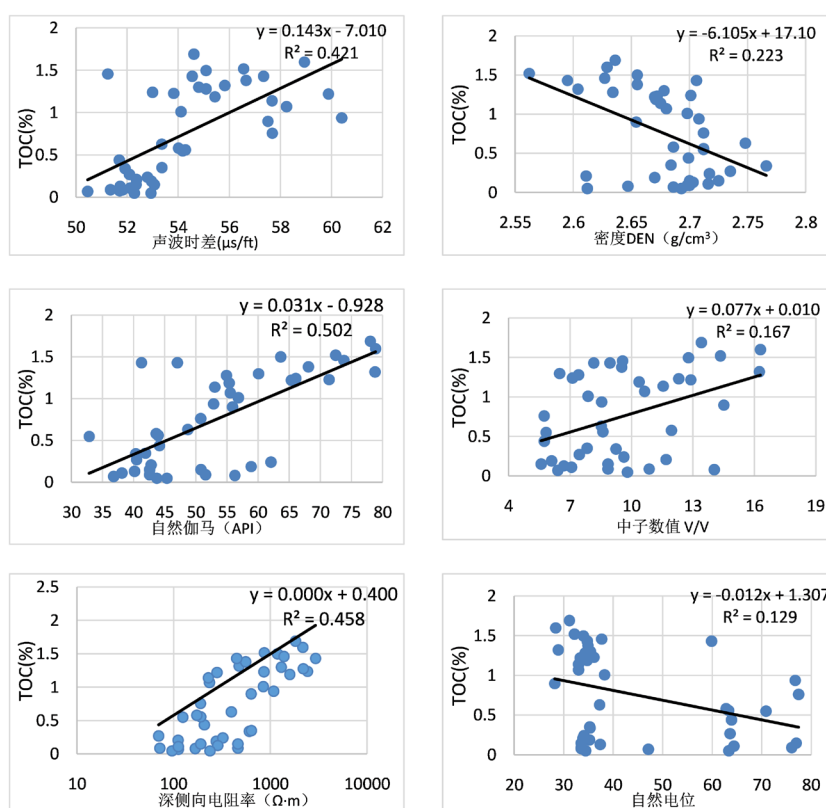 y = 0.143x - 7.010
R² = 0.421
TOC(%)
2
1.5
1
0.5
0
50 52 54 56 58 60 62
声波时差(μs/ft)
y = -6.105x + 17.10
R² = 0.223
TOC(%)
2
1.5
1
0.5
0
2.55 2.6 2.65 2.7 2.75 2.8
密度DEN（g/cm³）
y = 0.031x - 0.928
R² = 0.502
TOC(%)
2
1.5
1
0.5
0
30 35 40 45 50 55 60 65 70 75 80
自然伽马（API）
y = 0.077x + 0.010
R² = 0.167
TOC(%)
2
1.5
1
0.5
0
4 7 10 13 16 19
中子数值 V/V
y = 0.000x + 0.400
R² = 0.458
TOC(%)
2.5
2
1.5
1
0.5
0
10 100 1000 10000
深侧向电阻率（Ω·m）
y = -0.012x + 1.307
R² = 0.129
TOC(%)
2
1.5
1
0.5
0
20 30 40 50 60 70 80
自然电位